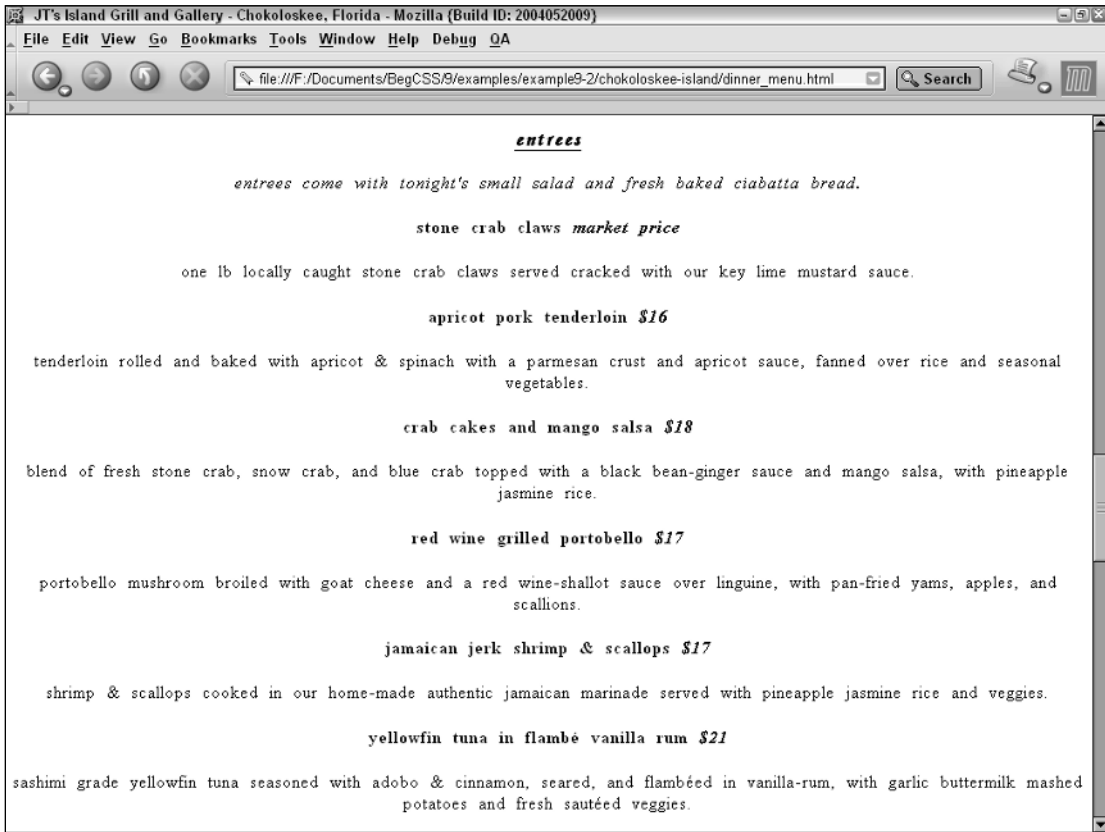 JT's Island Grill and Gallery - Chokoloskee, Florida - Mozilla {Build ID: 2004052009}
File Edit View Go Bookmarks Tools Window Help Debug QA
file:///F:/Documents/BegCSS/9/examples/example9-2/chokoloskee-island/dinner_menu.html Search
entrees
entrees come with tonight's small salad and fresh baked ciabatta bread.
stone crab claws market price
one lb locally caught stone crab claws served cracked with our key lime mustard sauce.
apricot pork tenderloin $16
tenderloin rolled and baked with apricot & spinach with a parmesan crust and apricot sauce, fanned over rice and seasonal
vegetables.
crab cakes and mango salsa $18
blend of fresh stone crab, snow crab, and blue crab topped with a black bean-ginger sauce and mango salsa, with pineapple
jasmine rice.
red wine grilled portobello $17
portobello mushroom broiled with goat cheese and a red wine-shallot sauce over linguine, with pan-fried yams, apples, and
scallions.
jamaican jerk shrimp & scallops $17
shrimp & scallops cooked in our home-made authentic jamaican marinade served with pineapple jasmine rice and veggies.
yellowfin tuna in flambé vanilla rum $21
sashimi grade yellowfin tuna seasoned with adobo & cinnamon, seared, and flambéed in vanilla-rum, with garlic buttermilk mashed
potatoes and fresh sautéed veggies.